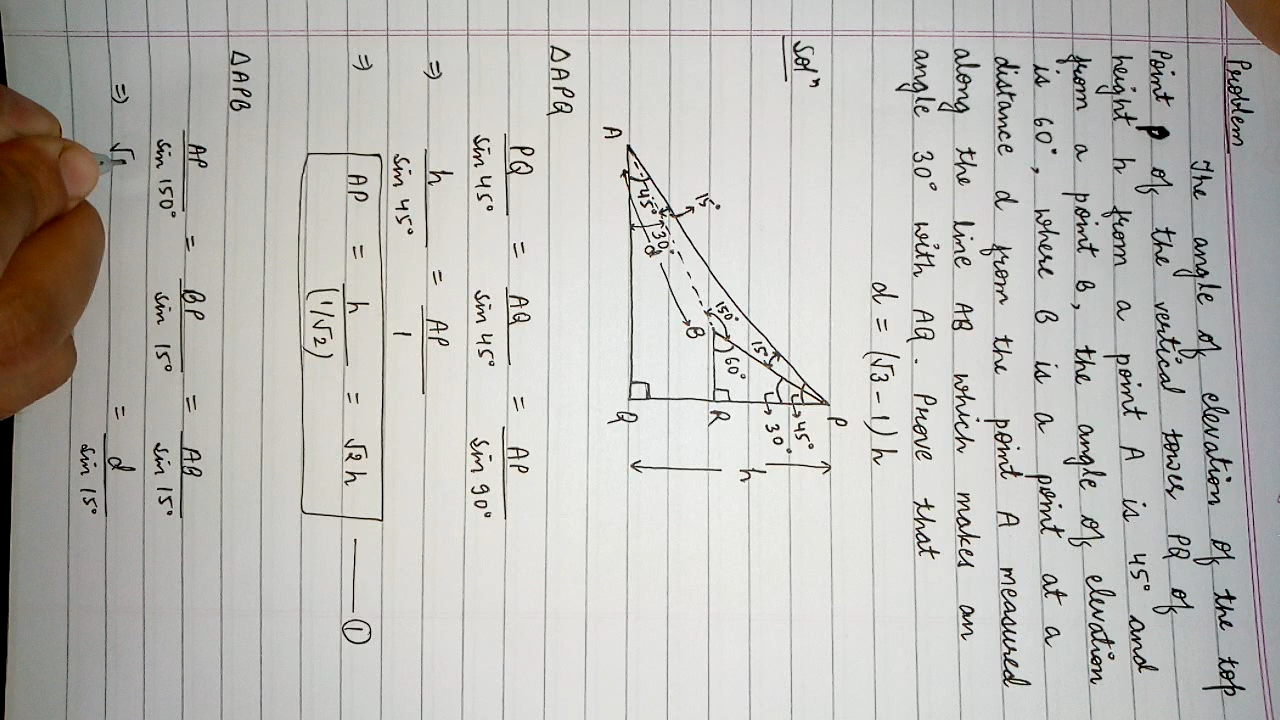 Problem
The angle of elevation of the top
Point P of the vertical tower PQ of
height h from a point A is 45° and
from a point B, the angle of elevation
is 60°, where B is a point at a
distance d from the point A measured
along the line AB which makes an
angle 30° with AQ. Prove that
d = (√3 - 1) h
Solⁿ
P
45°
30°
15°
60°
150°
R
B
h
15°
45°
30°
d
A
Q
ΔAPQ
PQ / sin 45° = AQ / sin 45° = AP / sin 90°
⇒ h / sin 45° = AP / 1
⇒ AP = h / (1/√2) = √2 h —— ①
ΔAPB
AP / sin 150° = BP / sin 15° = AB / sin 15°
⇒ √ = d / sin 15°